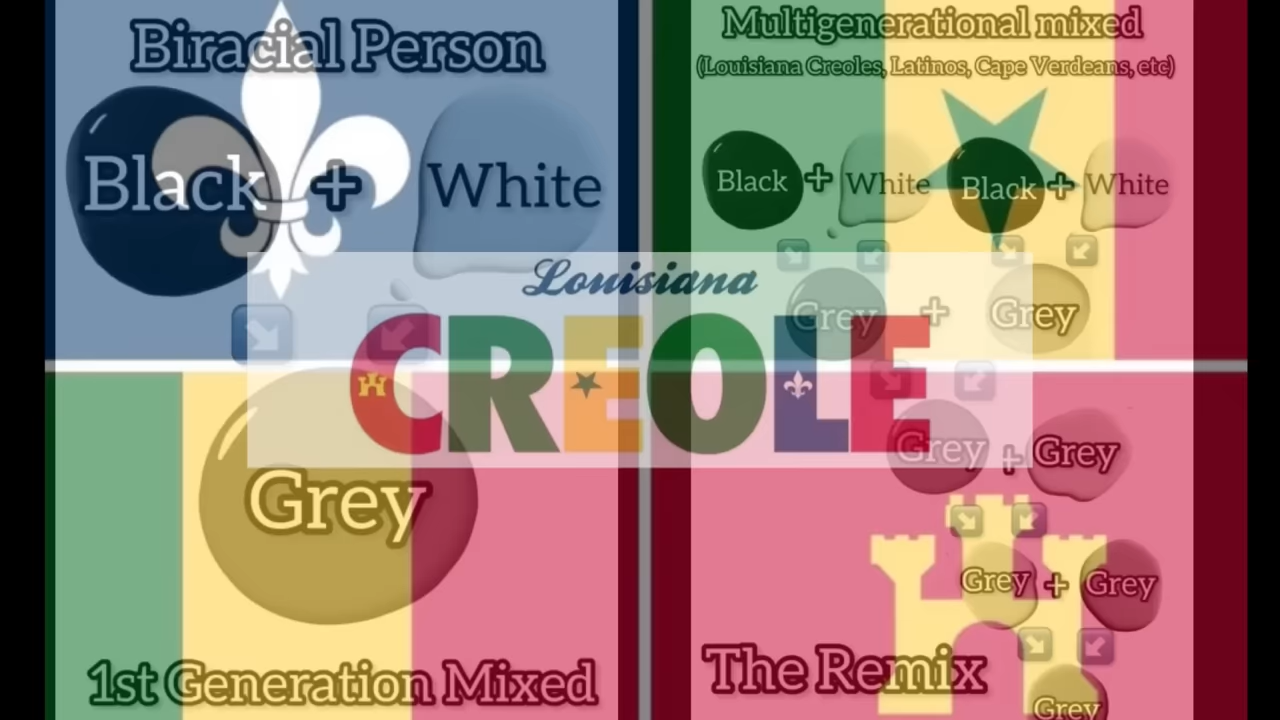 Biracial Person
Black + White
Multigenerational mixed
(Louisiana Creoles, Latinos, Cape Verdeans, etc)
Black + White Black + White
Grey + Grey
Louisiana
CREOLE
Grey + Grey
Grey
1st Generation Mixed
Grey + Grey
The Remix
Grey